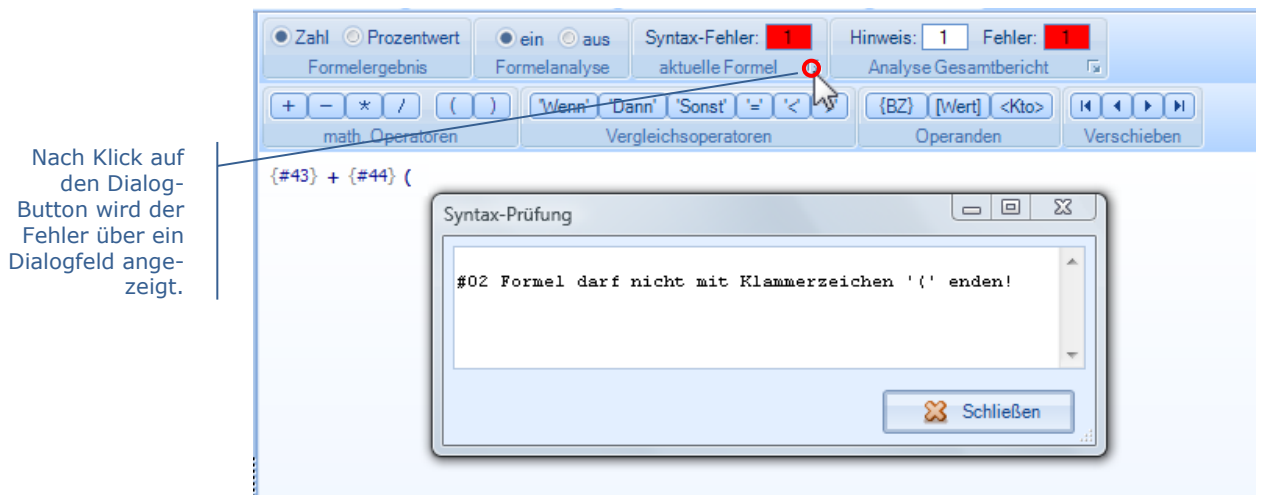 Zahl Prozentwert ein aus Syntax-Fehler: 1 Hinweis: 1 Fehler: 1
Formelergebnis Formelanalyse aktuelle Formel Analyse Gesamtbericht
+ − * / ( ) 'Wenn' 'Dann' 'Sonst' '=' '<' {BZ} [Wert] <Kto>
math. Operatoren Vergleichsoperatoren Operanden Verschieben
Nach Klick auf
den Dialog-
Button wird der
Fehler über ein
Dialogfeld ange-
zeigt.
{#43} + {#44} (
Syntax-Prüfung
#02 Formel darf nicht mit Klammerzeichen '(' enden!
Schließen